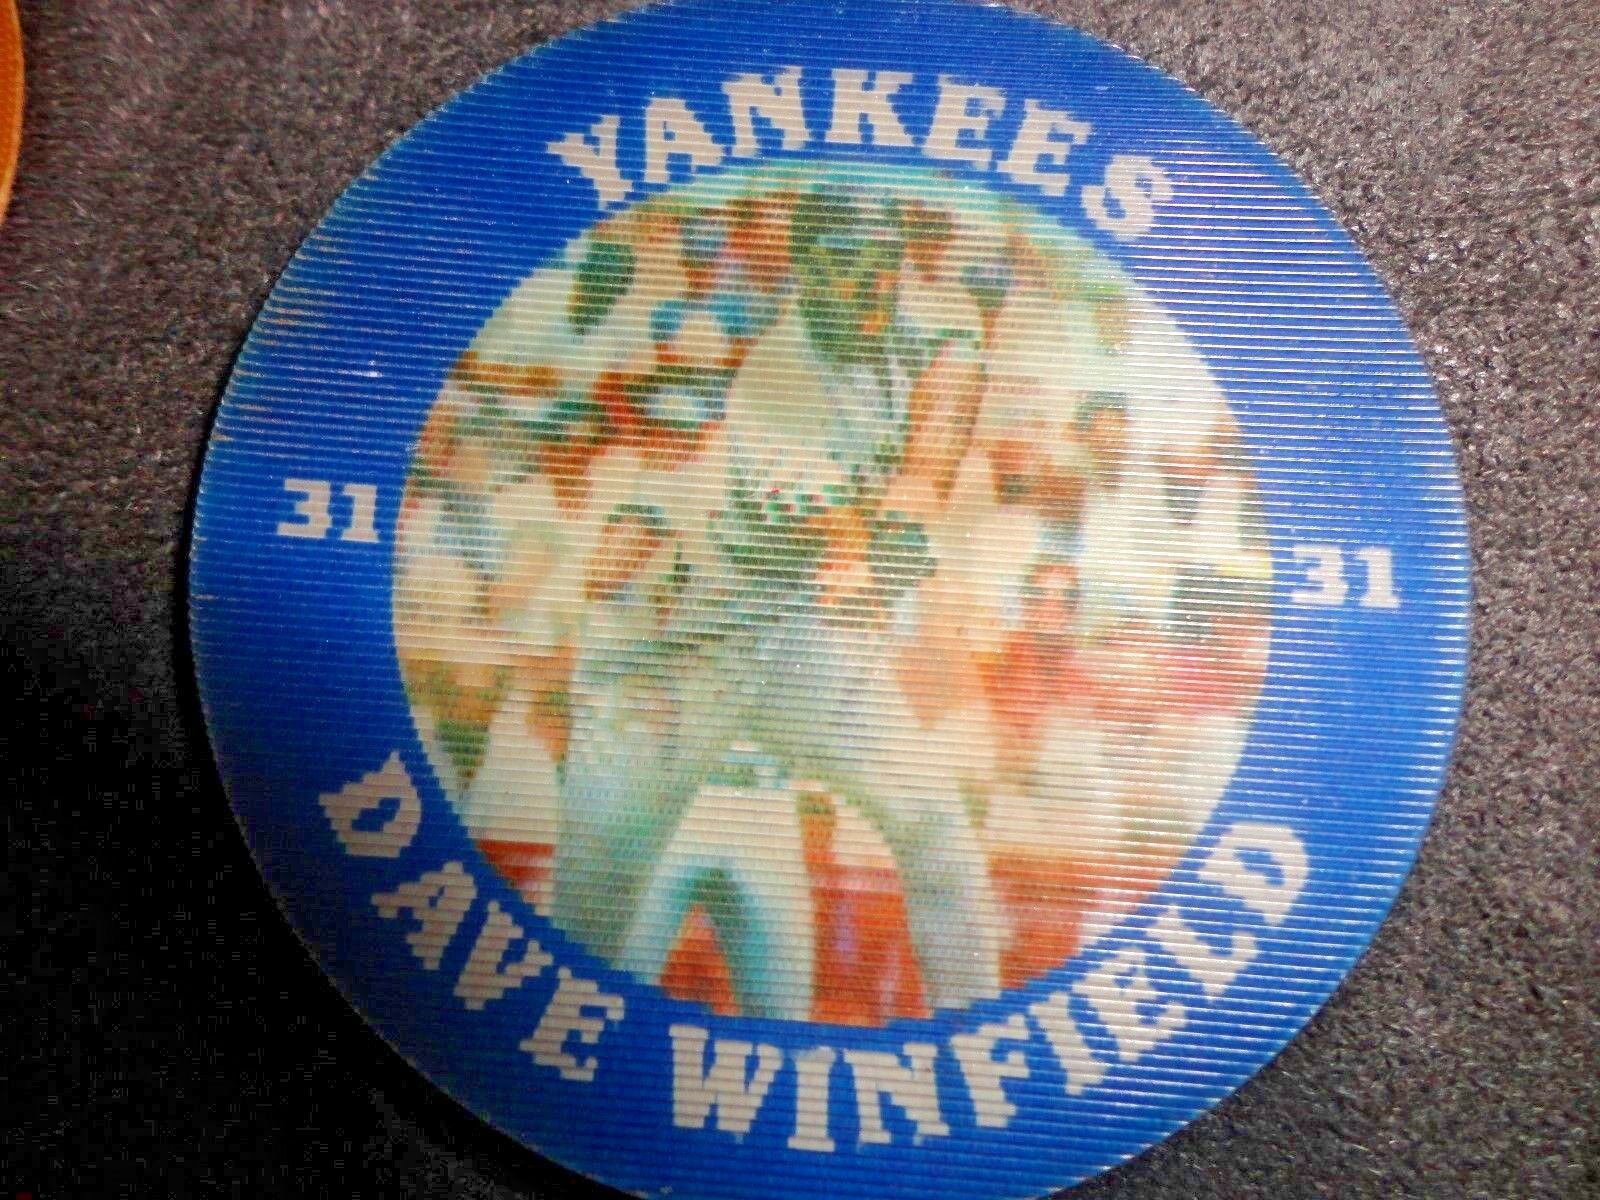 YANKEES
31 31
DAVE WINFIELD